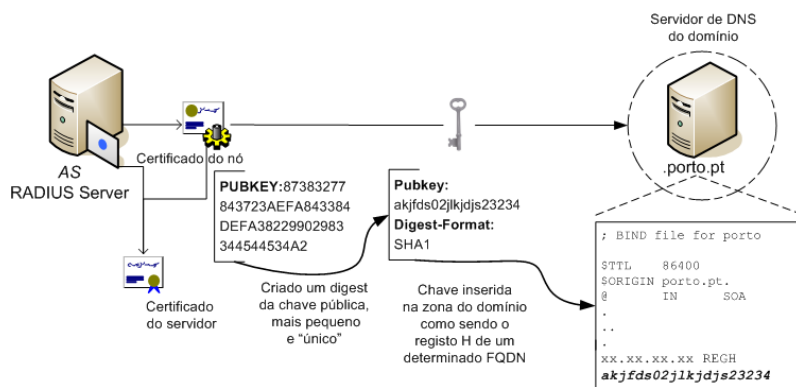 Servidor de DNS
do domínio
AS
RADIUS Server
Certificado do nó
.porto.pt
PUBKEY:87383277
843723AEFA843384
DEFA38229902983
344544534A2
Pubkey:
akjfds02jlkjdjs23234
Digest-Format:
SHA1
Certificado
do servidor
Criado um digest
da chave pública,
mais pequeno
e “único”
Chave inserida
na zona do domínio
como sendo o
registo H de um
determinado FQDN
; BIND file for porto
$TTL 86400
$ORIGIN porto.pt.
@ IN SOA
.
..
.
xx.xx.xx.xx REGH
akjfds02jlkjdjs23234